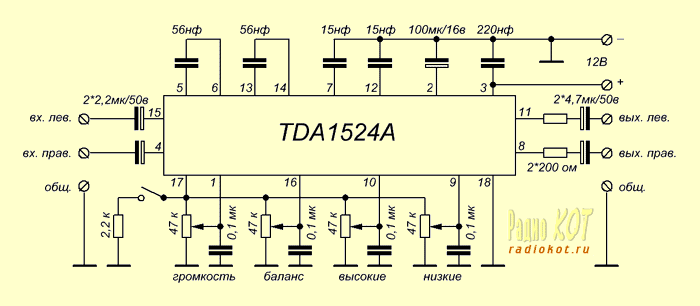 56нф 56нф 15нф 15нф 100мк/16в 220нф
–
12В
+
5 6 13 14 7 12 2 3
2*2,2мк/50в 2*4,7мк/50в
вх. лев. 15 TDA1524A 11 вых. лев.
вх. прав. 4 8 вых. прав.
2*200 ом
общ. 17 1 16 10 9 18 общ.
2,2 к 47 к 0,1 мк 47 к 0,1 мк 47 к 0,1 мк 47 к 0,1 мк
Радио КОТ
radiokot.ru
громкость баланс высокие низкие